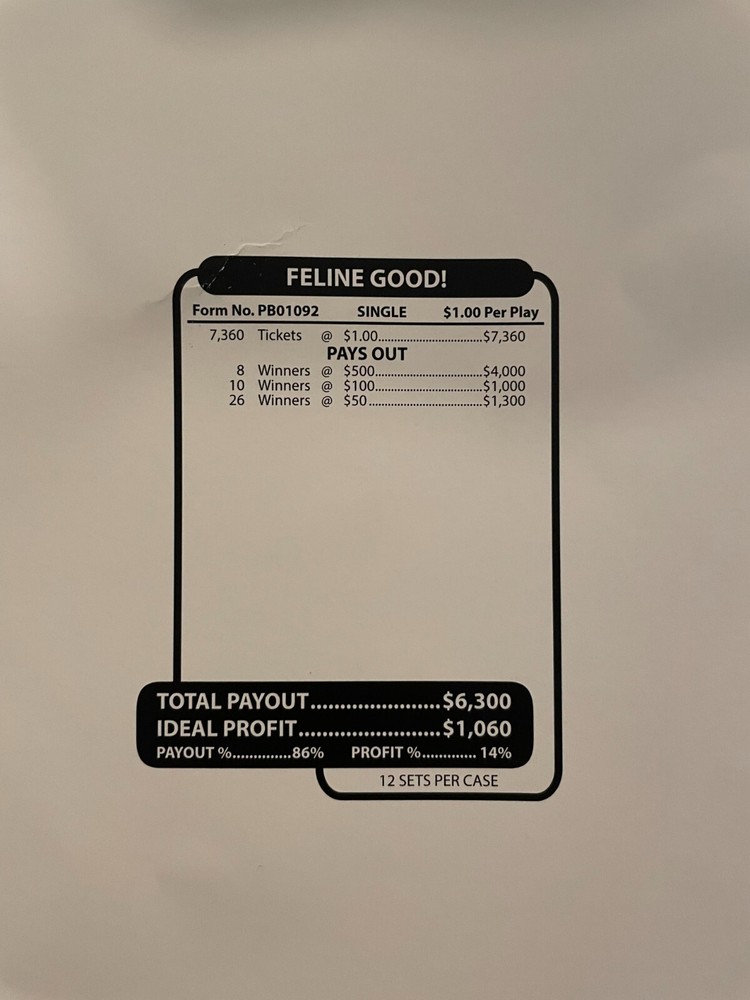 FELINE GOOD!
Form No. PB01092 SINGLE $1.00 Per Play
7,360 Tickets @ $1.00..................................$7,360
PAYS OUT
8 Winners @ $500..................................$4,000
10 Winners @ $100..................................$1,000
26 Winners @ $50....................................$1,300
TOTAL PAYOUT.......................$6,300
IDEAL PROFIT.........................$1,060
PAYOUT %..............86% PROFIT %............. 14%
12 SETS PER CASE